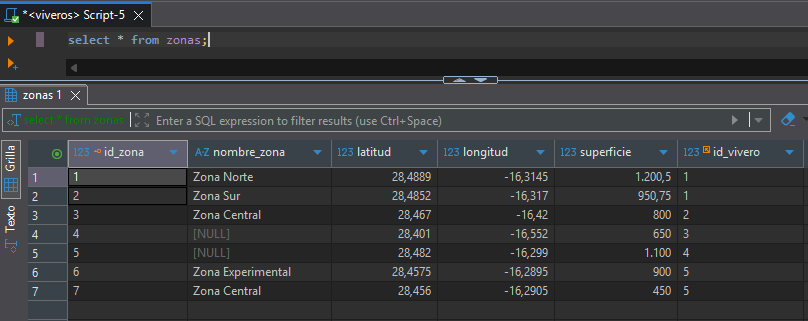 *<viveros> Script-5
select * from zonas;
zonas 1
select * from zonas Enter a SQL expression to filter results (use Ctrl+Space)
Grilla
Texto
123 id_zona A-Z nombre_zona 123 latitud 123 longitud 123 superficie 123 id_vivero
1 1 Zona Norte 28,4889 -16,3145 1.200,5 1
2 2 Zona Sur 28,4852 -16,317 950,75 1
3 3 Zona Central 28,467 -16,42 800 2
4 4 [NULL] 28,401 -16,552 650 3
5 5 [NULL] 28,482 -16,299 1.100 4
6 6 Zona Experimental 28,4575 -16,2895 900 5
7 7 Zona Central 28,456 -16,2905 450 5